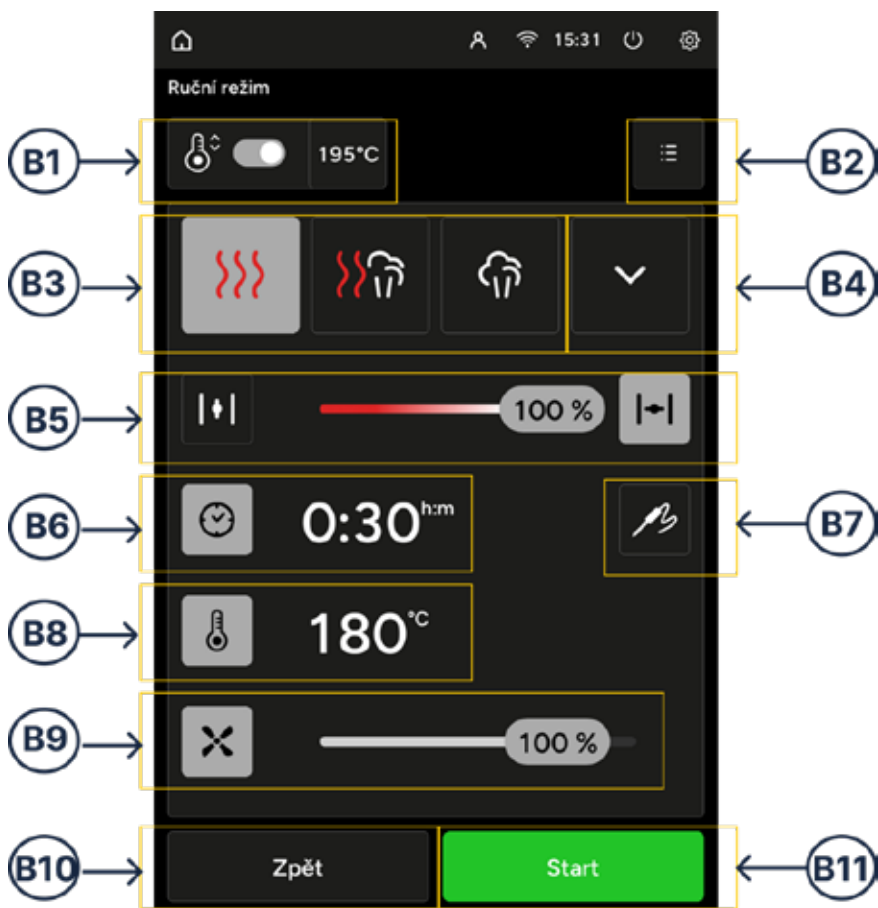 15:31
Ruční režim
B1 195°C B2
B3 B4
B5 100 % B7
B6 0:30 h:m
B8 180 °C
B9 100 %
B10 Zpět Start B11